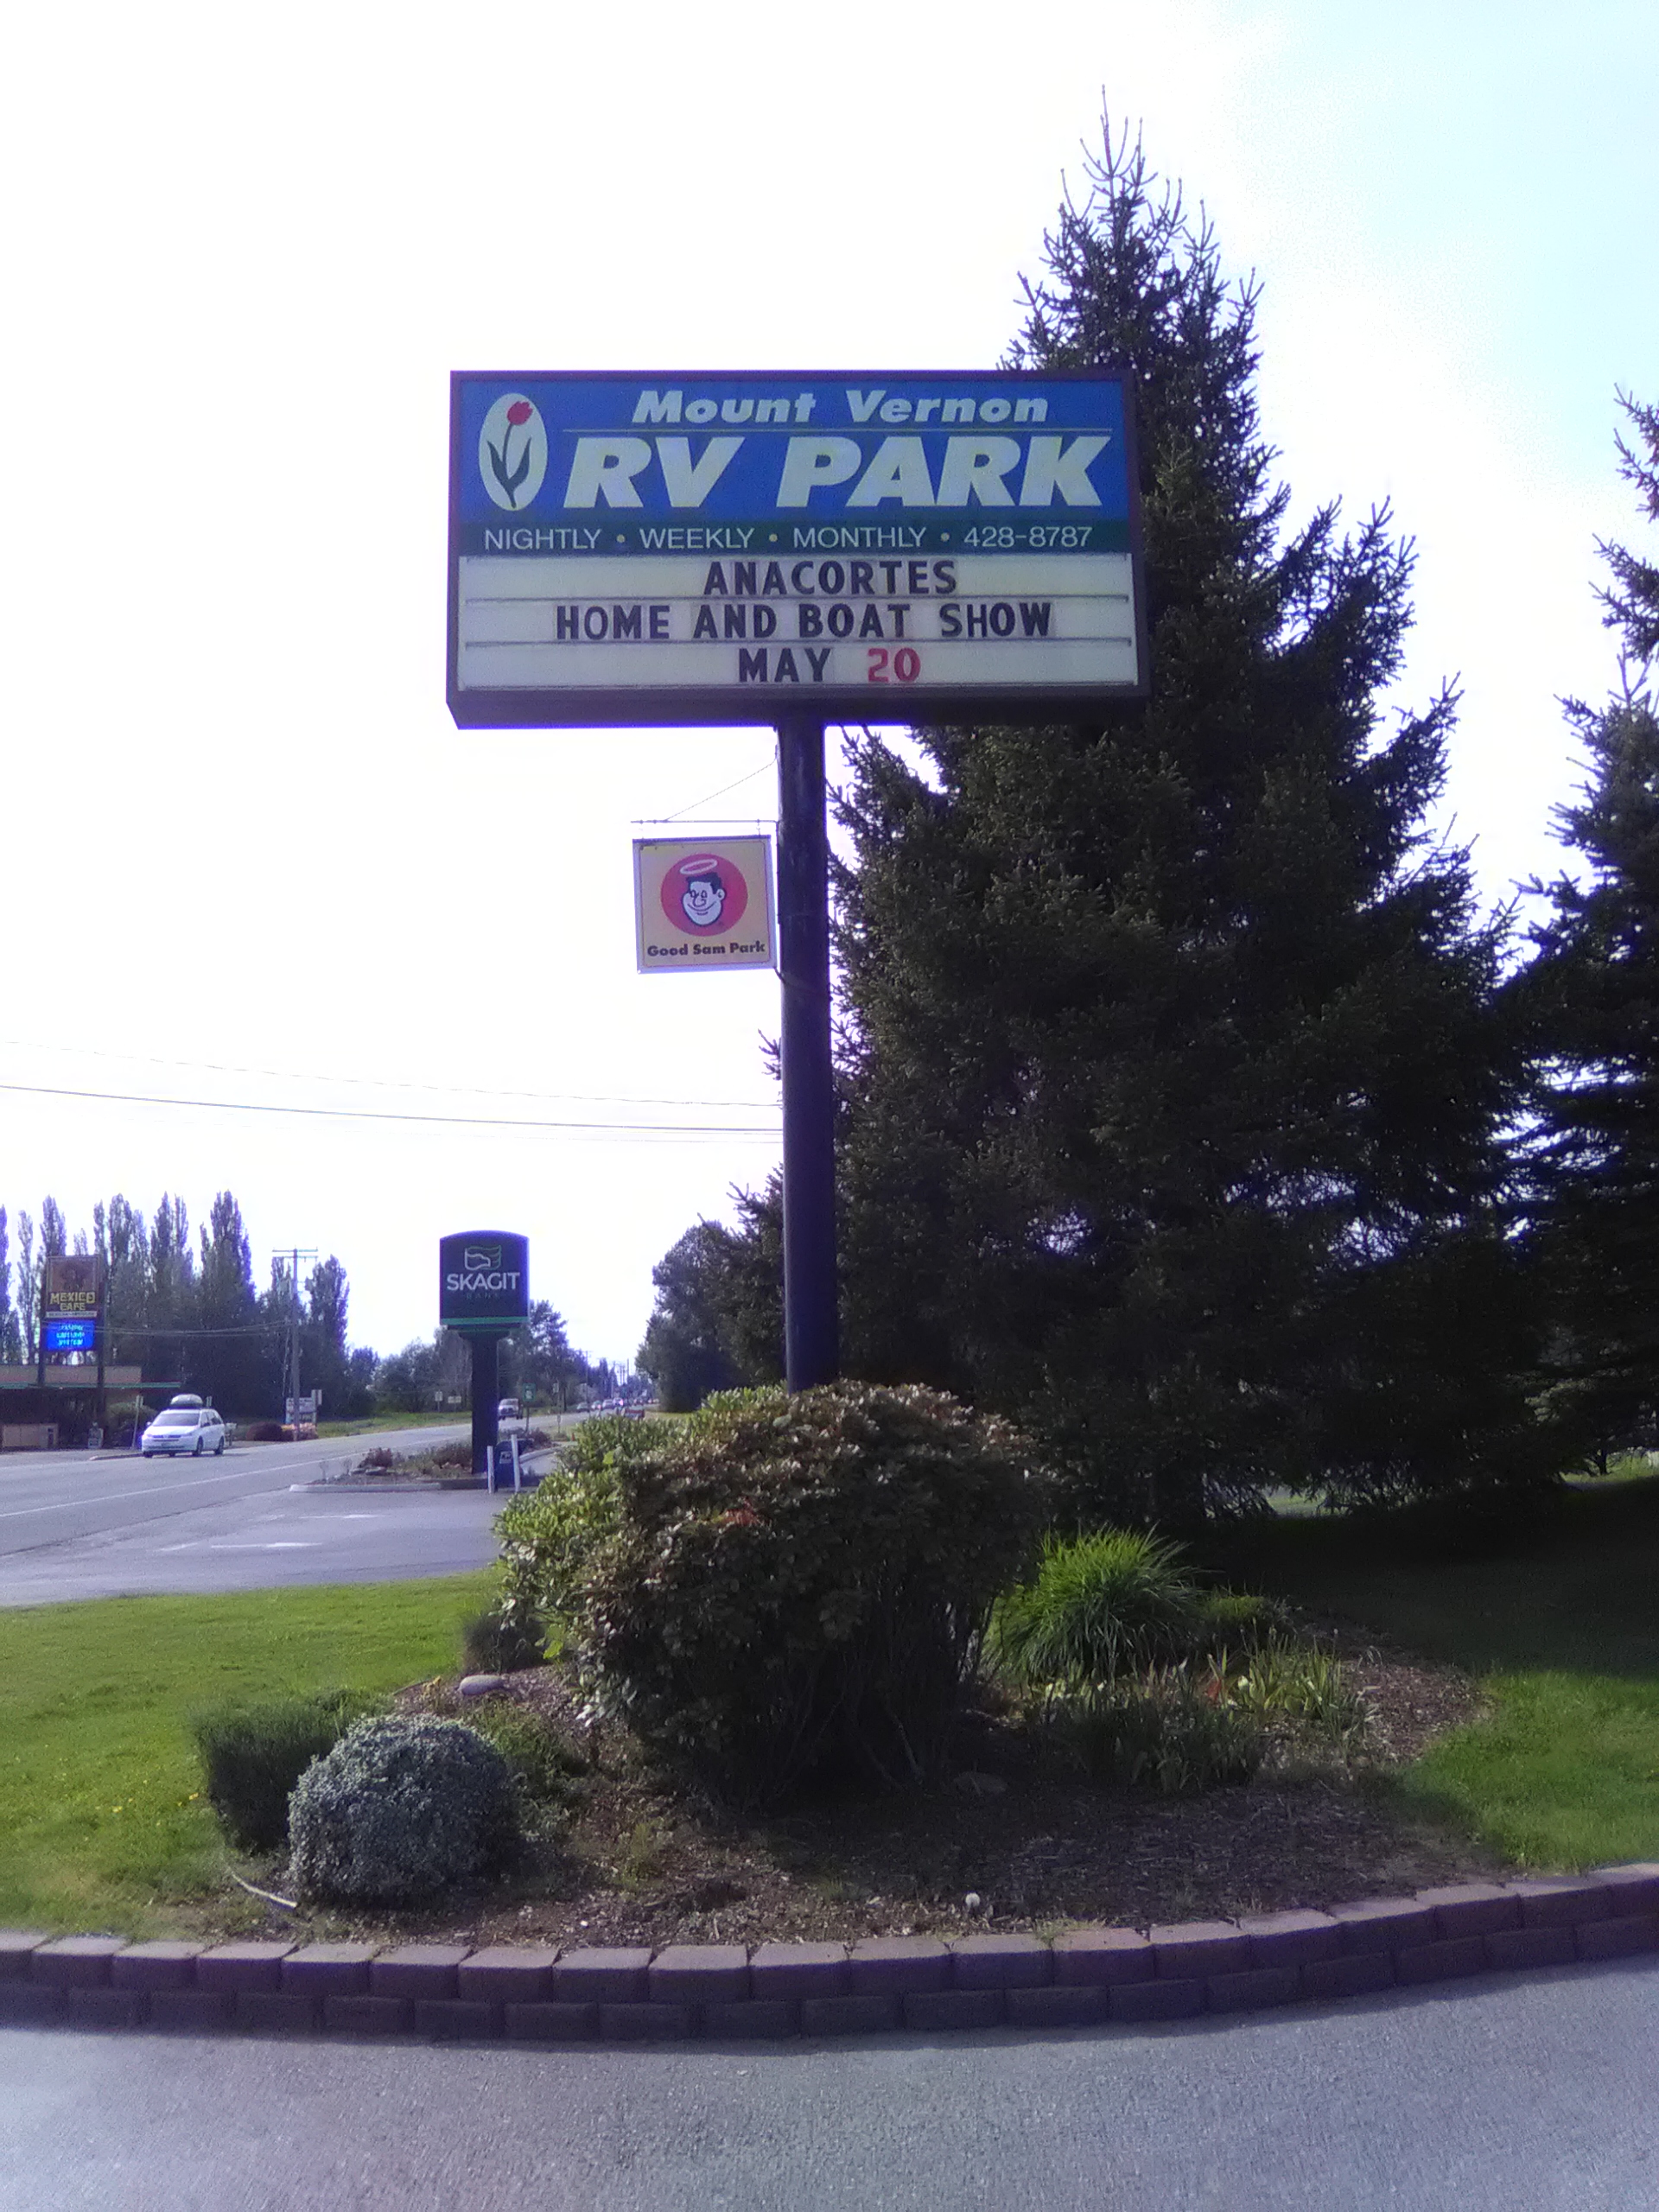 Mount Vernon
RV PARK
NIGHTLY • WEEKLY • MONTHLY • 428-8787
ANACORTES
HOME AND BOAT SHOW
MAY 20
Good Sam Park
SKAGIT
MEXICO
CAFE